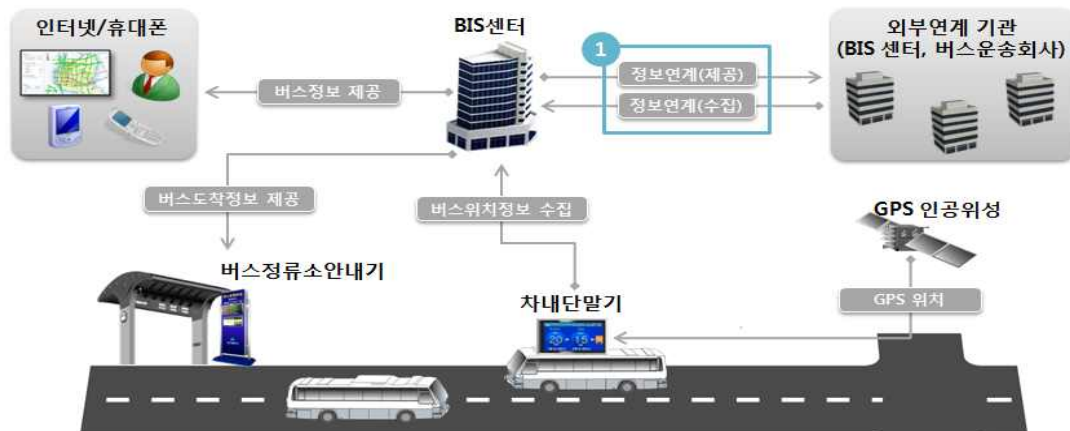 인터넷/휴대폰
BIS센터
1
외부연계 기관
(BIS 센터, 버스운송회사)
버스정보 제공
정보연계(제공)
정보연계(수집)
버스도착정보 제공
버스위치정보 수집
GPS 인공위성
버스정류소안내기
차내단말기
GPS 위치
20
15